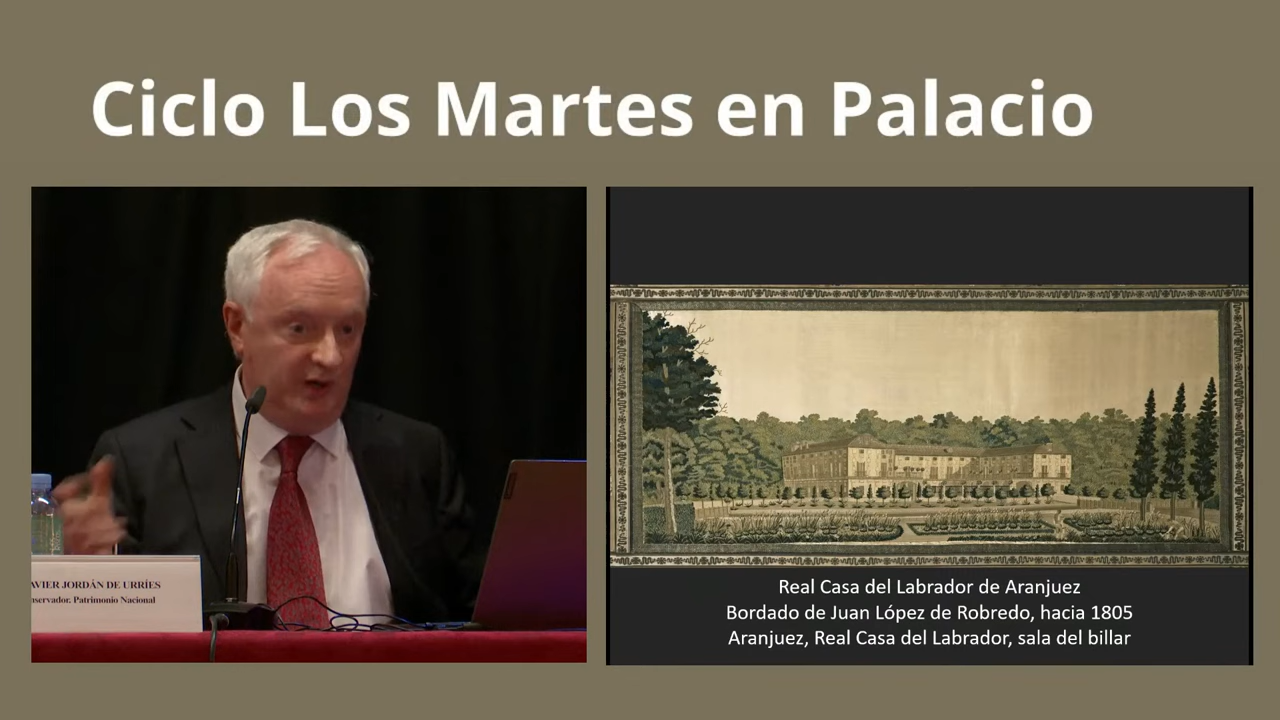 Ciclo Los Martes en Palacio
AVIER JORDÁN DE URRÍES
nservador. Patrimonio Nacional
Real Casa del Labrador de Aranjuez
Bordado de Juan López de Robredo, hacia 1805
Aranjuez, Real Casa del Labrador, sala del billar